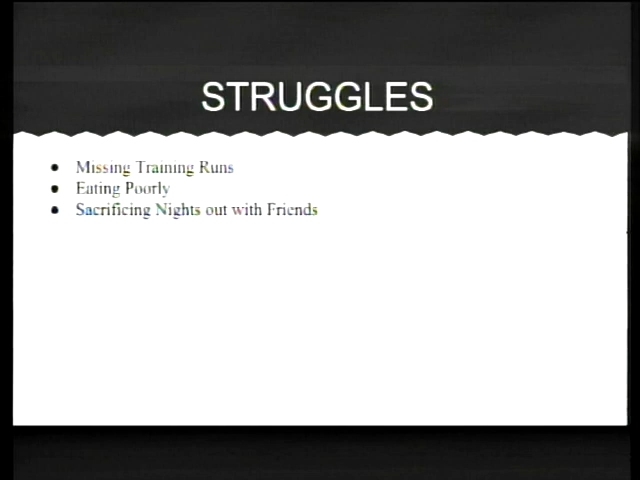 STRUGGLES
● Missing Training Runs
● Eating Poorly
● Sacrificing Nights out with Friends